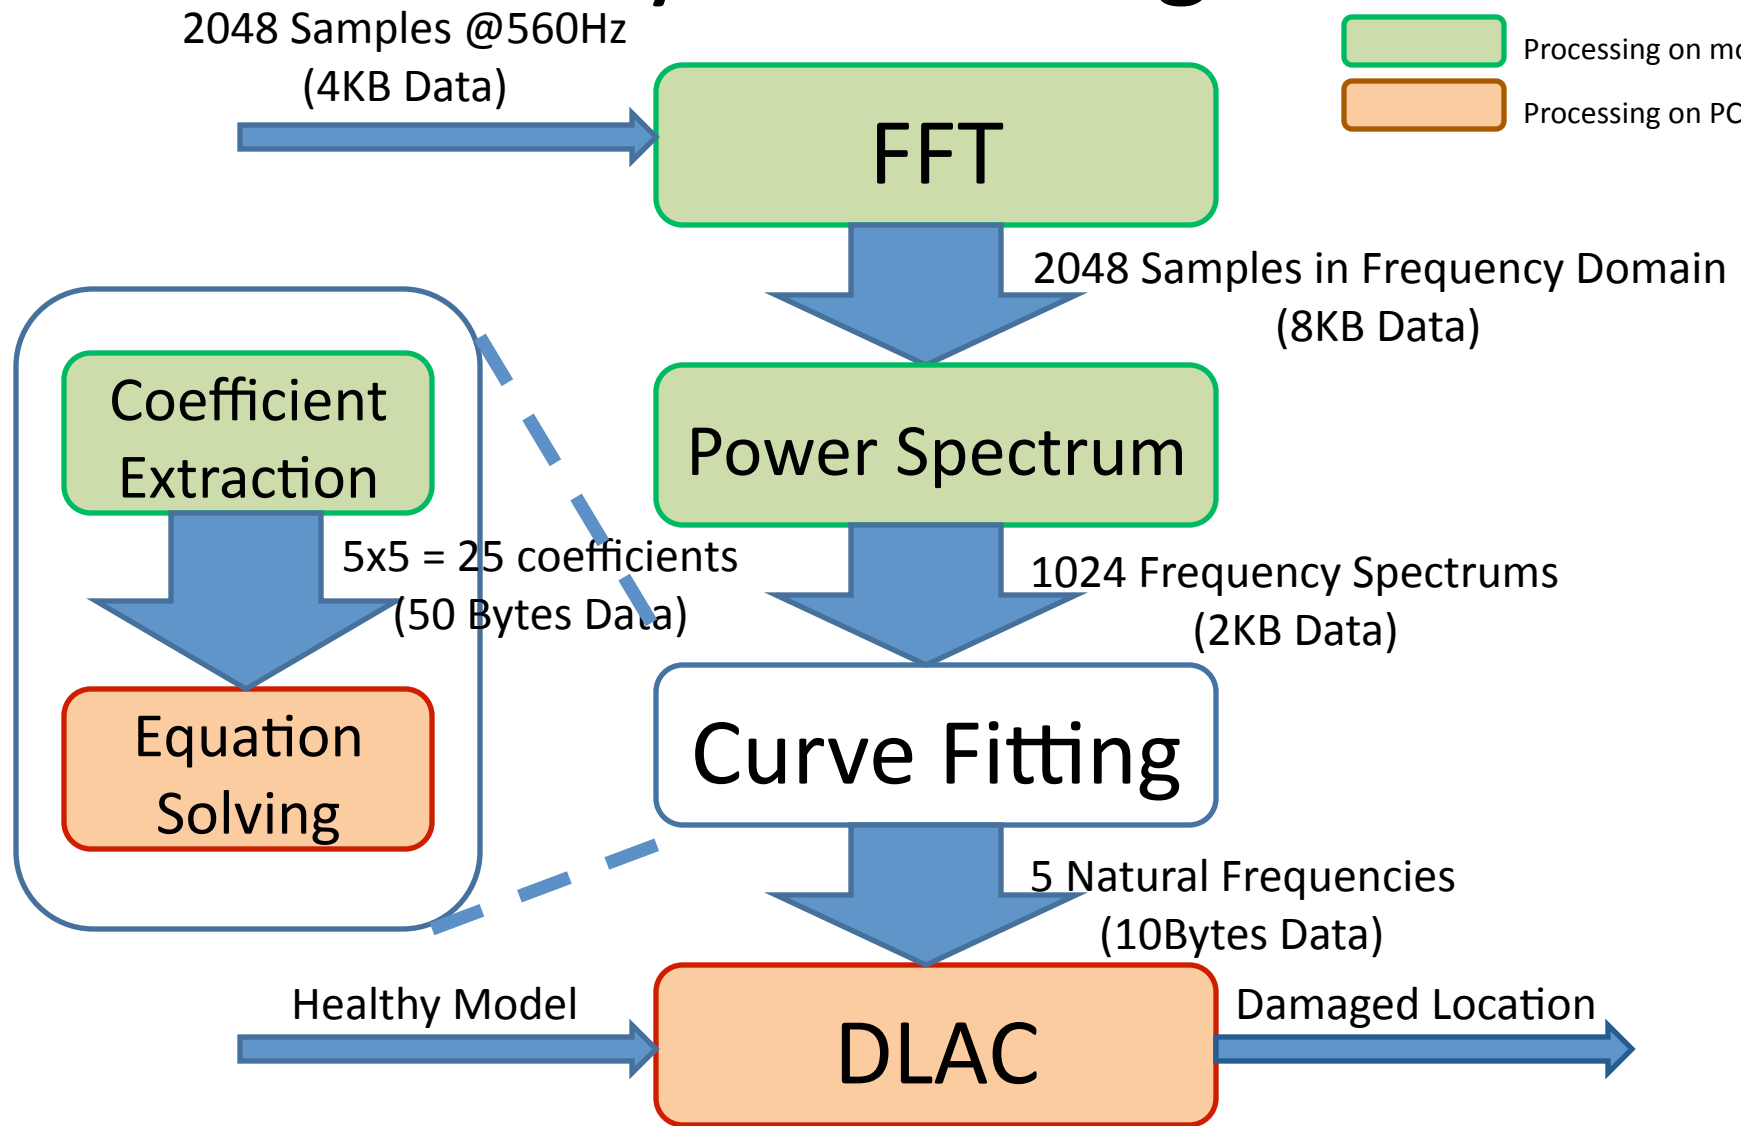 2048 Samples @560Hz
(4KB Data)
Processing on
Processing on PC
FFT
2048 Samples in Frequency Domain
(8KB Data)
Coefficient
Extraction
Power Spectrum
5x5 = 25 coefficients
(50 Bytes Data)
1024 Frequency Spectrums
(2KB Data)
Equation
Solving
Curve Fitting
5 Natural Frequencies
(10Bytes Data)
Healthy Model
DLAC
Damaged Location